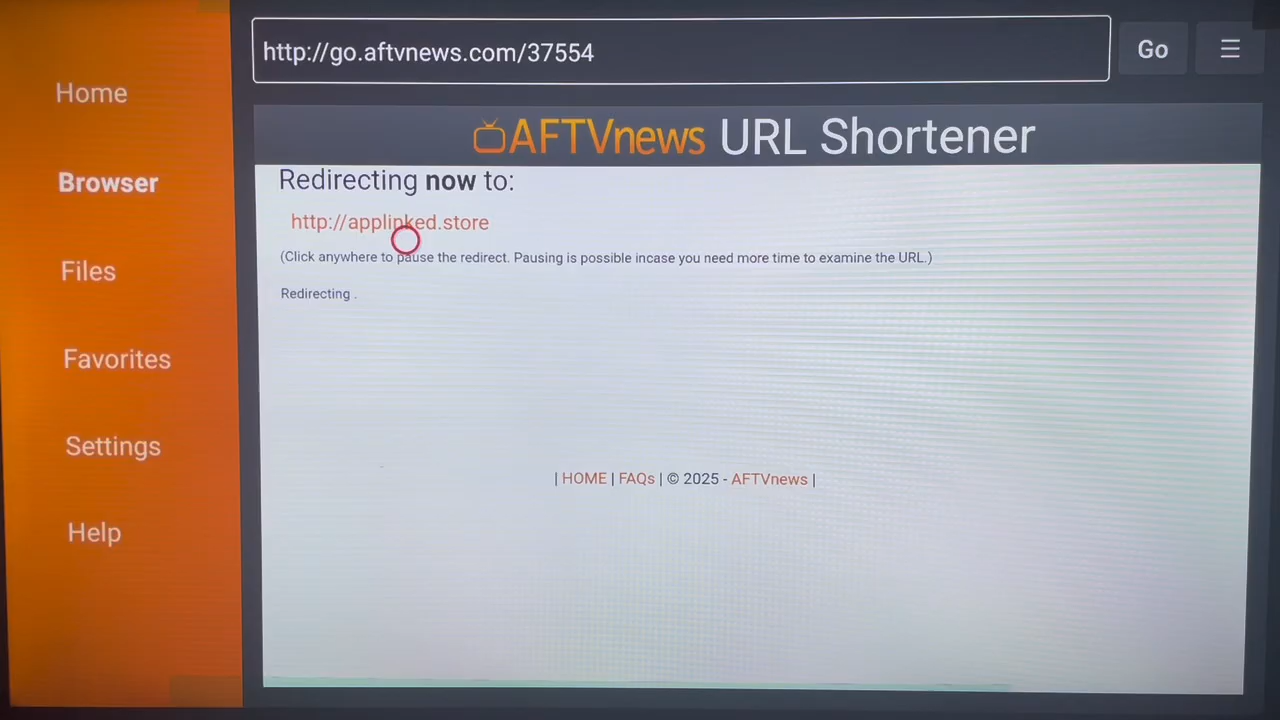 http://go.aftvnews.com/37554
Go
☰
Home
Browser
Files
Favorites
Settings
Help
AFTVnews URL Shortener
Redirecting now to:
http://applinked.store
(Click anywhere to pause the redirect. Pausing is possible incase you need more time to examine the URL.)
Redirecting .
| HOME | FAQs | © 2025 - AFTVnews |